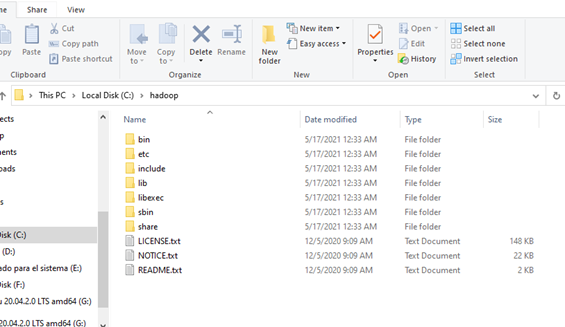 me Share View
opy Paste Cut Copy path Paste shortcut Move to Copy to Delete Rename New folder New item Easy access Properties Open Edit History Select all Select none Invert selection
Clipboard Organize New Open Select
This PC > Local Disk (C:) > hadoop
Name Date modified Type Size
bin 5/17/2021 12:33 AM File folder
etc 5/17/2021 12:33 AM File folder
include 5/17/2021 12:33 AM File folder
lib 5/17/2021 12:33 AM File folder
libexec 5/17/2021 12:33 AM File folder
sbin 5/17/2021 12:33 AM File folder
share 5/17/2021 12:33 AM File folder
LICENSE.txt 12/5/2020 9:09 AM Text Document 148 KB
NOTICE.txt 12/5/2020 9:09 AM Text Document 22 KB
README.txt 12/5/2020 9:09 AM Text Document 2 KB
ects
p
ments
oads
s
isk (C:)
(D:)
ado para el sistema (E:)
Disk (F:)
u 20.04.2.0 LTS amd64 (G:)
20.04.2.0 LTS amd64 (G:)